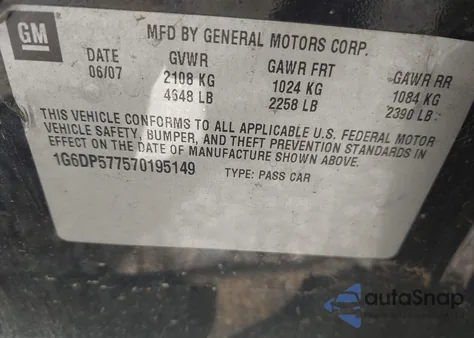 GM
MFD BY GENERAL MOTORS CORP.
DATE GVWR GAWR FRT GAWR RR
06/07 2108 KG 1024 KG 1084 KG
4648 LB 2258 LB 2390 LB
THIS VEHICLE CONFORMS TO ALL APPLICABLE U.S. FEDERAL MOTOR
VEHICLE SAFETY, BUMPER, AND THEFT PREVENTION STANDARDS IN
EFFECT ON THE DATE OF MANUFACTURE SHOWN ABOVE.
1G6DP577570195149 TYPE: PASS CAR
autoSnap